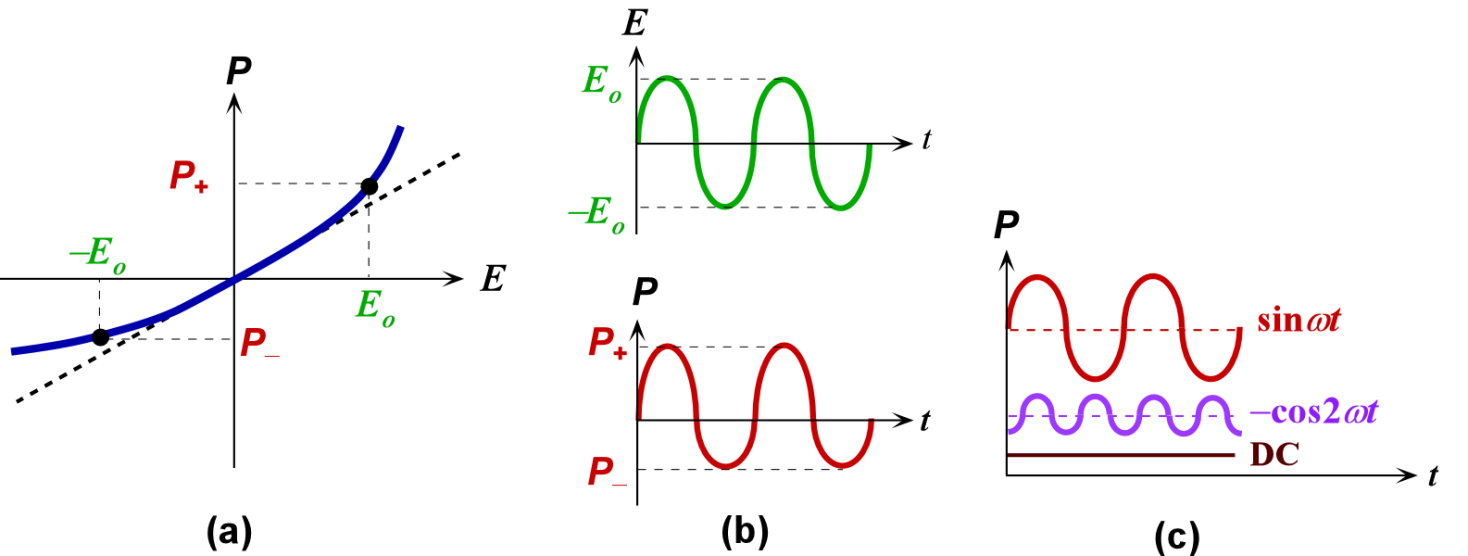 P
P₊
−Eₒ
E
Eₒ
P₋
(a)
E
Eₒ
t
−Eₒ
P
P₊
t
P₋
(b)
P
sinωt
−cos2ωt
DC
t
(c)